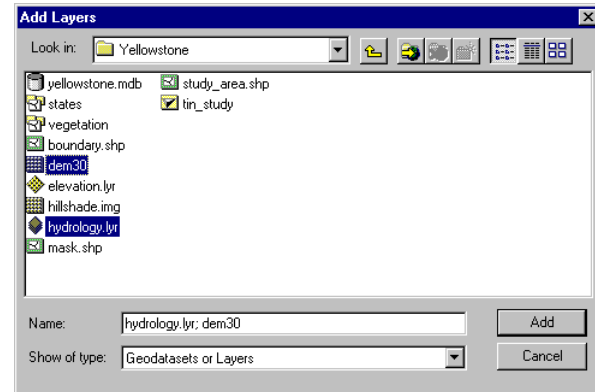 Add Layers
Look in: Yellowstone
yellowstone.mdb
states
vegetation
boundary.shp
dem30
elevation.lyr
hillshade.img
hydrology.lyr
mask.shp
study_area.shp
tin_study
Name: hydrology.lyr; dem30
Add
Show of type: Geodatasets or Layers
Cancel